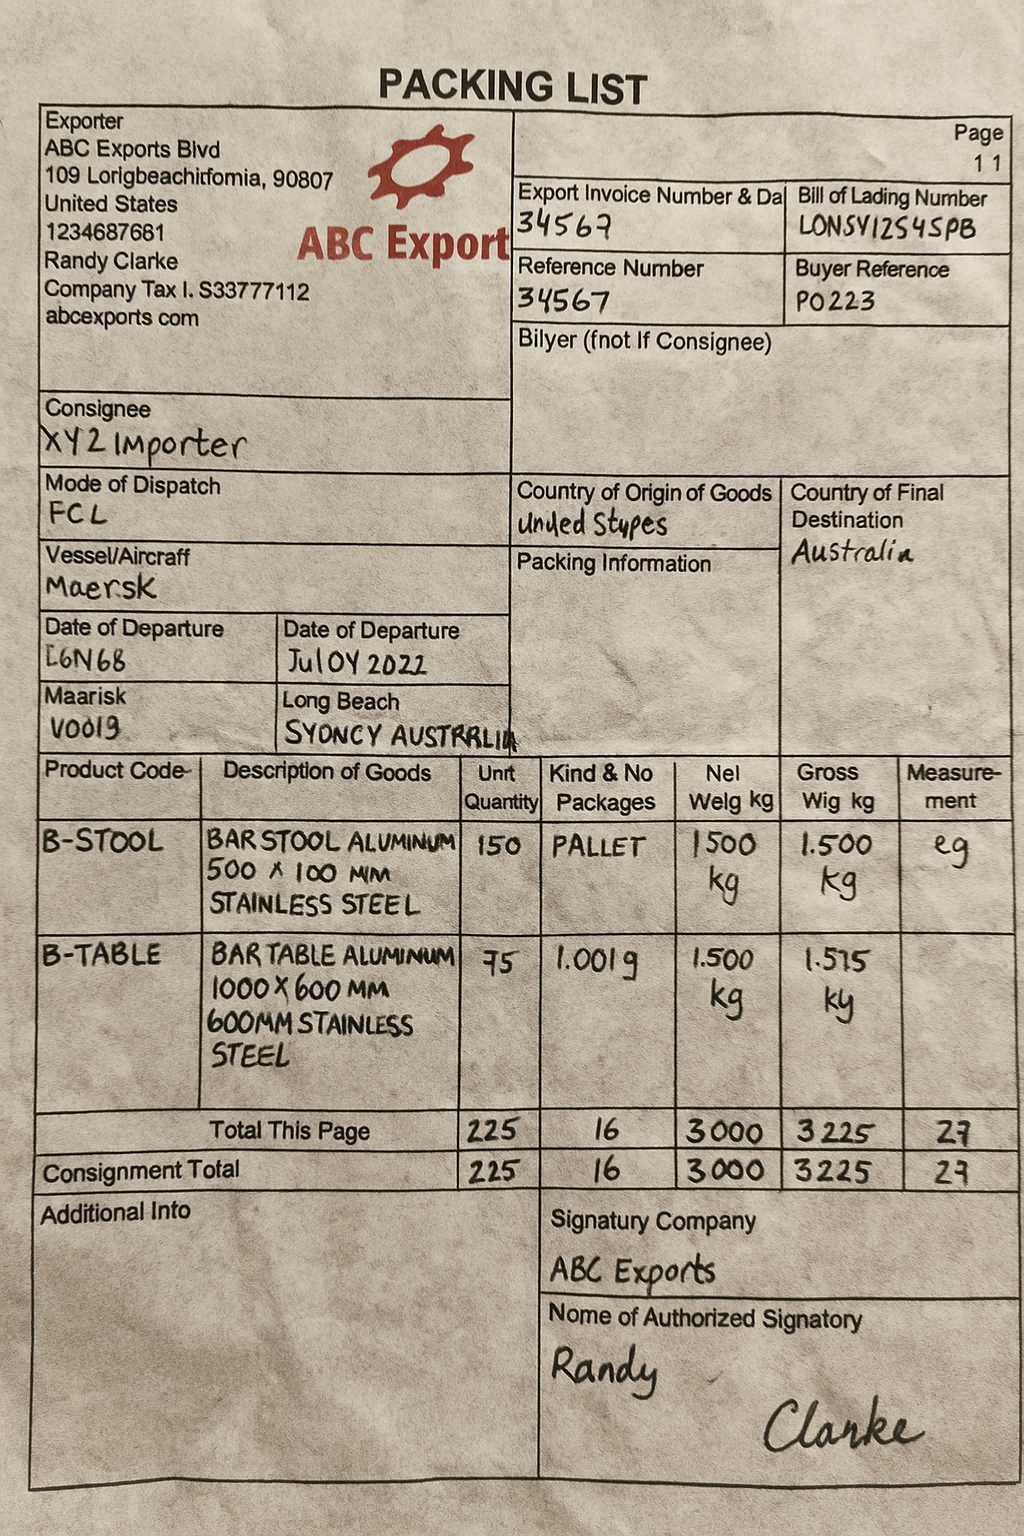 PACKING LIST
Exporter
ABC Exports Blvd
109 Lorigbeachirfomia, 90807
United States
1234687681
Randy Clarke
Company Tax I. S33777112
abcexports com
ABC Export
Page
1 1
Export Invoice Number & Da
34567
Bill of Lading Number
LONSY12S4SPB
Reference Number
34567
Buyer Reference
PO223
Bilyer (fnot If Consignee)
Consignee
XY2 Importer
Mode of Dispatch
FCL
Country of Origin of Goods
Unded Stypes
Country of Final
Destination
Australia
Vessel/Aircraff
Maersk
Packing Information
Date of Departure
Date of Departure
Jul OY 2022
Maarisk
V0019
Long Beach
SYDNCY AUSTRRLIA
Product Code Description of Goods Unrt Quantity Kind & No Packages Nel Welg kg Gross Wig kg Measure-ment
B-STOOL BAR STOOL ALUMINUM 150 PALLET 1500 1.500 eg
500 X 100 MM kg kg
STAINLESS STEEL
B-TABLE BAR TABLE ALUMINUM 75 1.001g 1.500 1.515
1000 X 600 MM kg ky
600MM STAINLESS
STEEL
Total This Page 225 16 3000 3225 27
Consignment Total 225 16 3000 3225 27
Additional Into
Signatury Company
ABC Exports
Nome of Authorized Signatory
Randy
Clarke